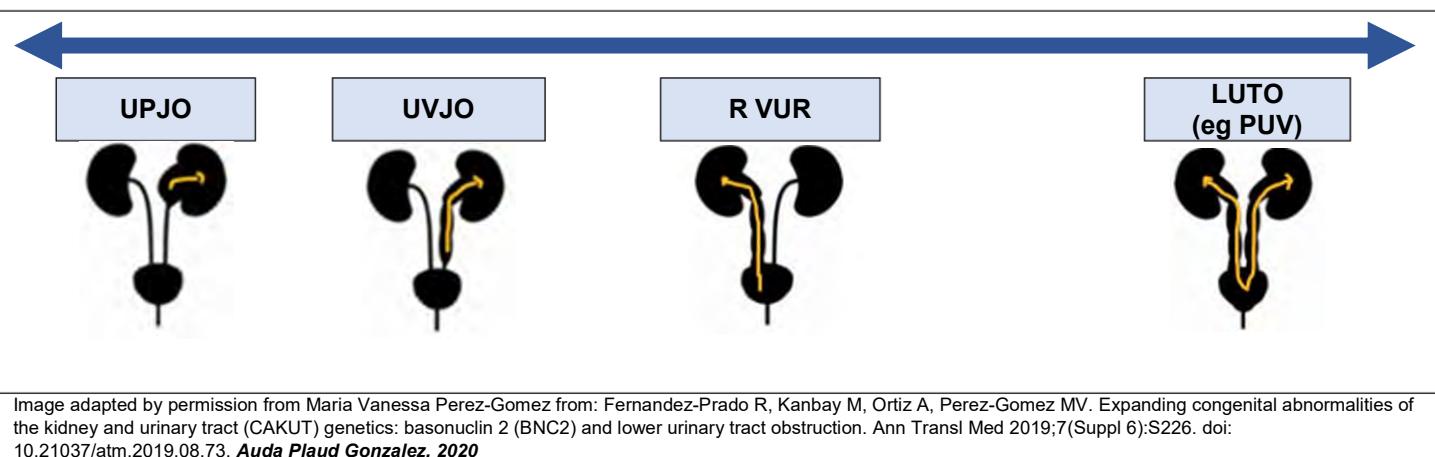 UPJO
UVJO
R VUR
LUTO
(eg PUV)
Image adapted by permission from Maria Vanessa Perez-Gomez from: Fernandez-Prado R, Kanbay M, Ortiz A, Perez-Gomez MV. Expanding congenital abnormalities of
the kidney and urinary tract (CAKUT) genetics: basonuclin 2 (BNC2) and lower urinary tract obstruction. Ann Transl Med 2019;7(Suppl 6):S226. doi:
10.21037/atm.2019.08.73. Auda Plaud Gonzalez, 2020